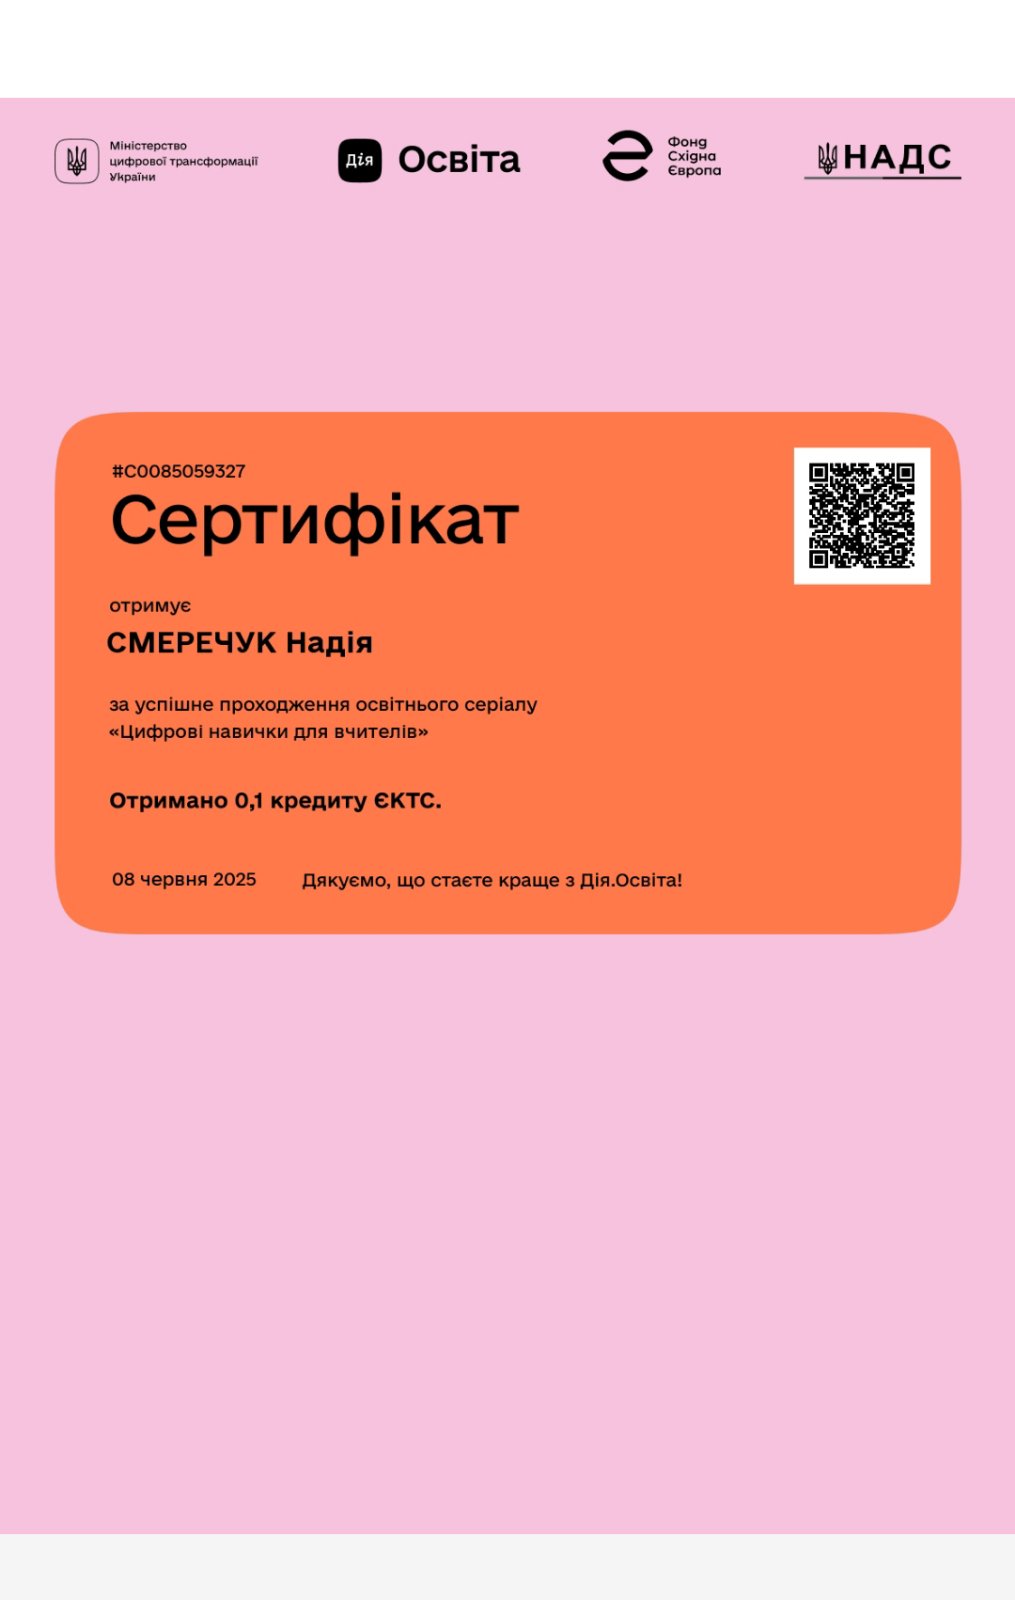 Міністерство
цифрової трансформації
України
Дія Освіта
Фонд
Східна
Європа
НАДС
#C0085059327
Сертифікат
отримує
СМЕРЕЧУК Надія
за успішне проходження освітнього серіалу
«Цифрові навички для вчителів»
Отримано 0,1 кредиту ЄКТС.
08 червня 2025 Дякуємо, що стаєте краще з Дія.Освіта!